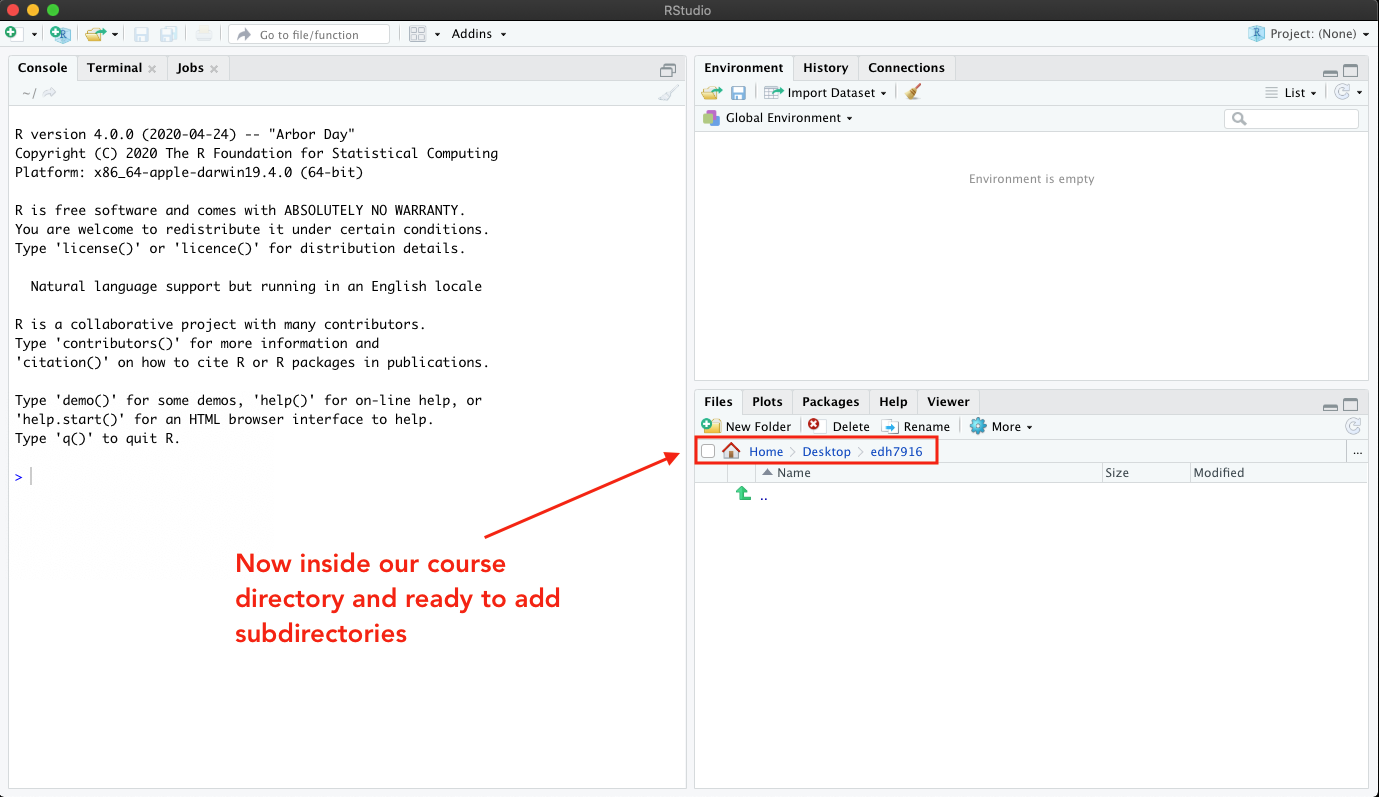 RStudio
Go to file/function
Addins
Project: (None)
Console
Terminal
Jobs
~/
R version 4.0.0 (2020-04-24) -- "Arbor Day"
Copyright (C) 2020 The R Foundation for Statistical Computing
Platform: x86_64-apple-darwin19.4.0 (64-bit)
R is free software and comes with ABSOLUTELY NO WARRANTY.
You are welcome to redistribute it under certain conditions.
Type 'license()' or 'licence()' for distribution details.
Natural language support but running in an English locale
R is a collaborative project with many contributors.
Type 'contributors()' for more information and
'citation()' on how to cite R or R packages in publications.
Type 'demo()' for some demos, 'help()' for on-line help, or
'help.start()' for an HTML browser interface to help.
Type 'q()' to quit R.
>
Now inside our course
directory and ready to add
subdirectories
Environment History Connections
Import Dataset
List
Global Environment
Environment is empty
Files Plots Packages Help Viewer
New Folder Delete Rename More
Home Desktop edh7916
...
Name Size Modified
..